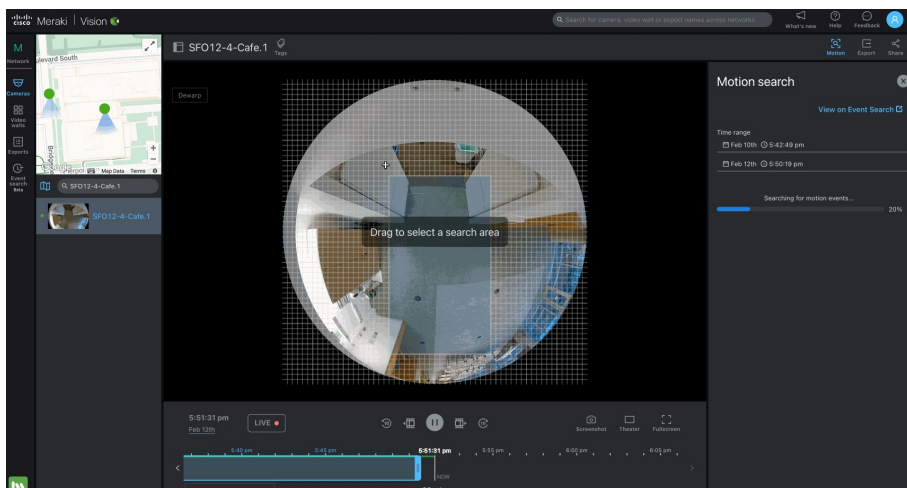 CISCO Meraki | Vision
Search for camera, video wall or export names across networks
What's new
Help
Feedback
M
Network
Cameras
Video walls
Exports
Event search
Beta
Map Data
Terms
SFO12-4-Cafe.1
SFO12-4-Cafe.1
SFO12-4-Cafe.1
Tags
Motion
Export
Share
Dewarp
Drag to select a search area
5:51:31 pm
Feb 12th
LIVE
10
10
Screenshot
Theater
Fullscreen
5:40 pm
5:45 pm
5:51:31 pm
5:55 pm
6:00 pm
6:05 pm
NOW
Motion search
View on Event Search
Time range
Feb 10th 5:42:49 pm
Feb 12th 5:50:19 pm
Searching for motion events...
20%